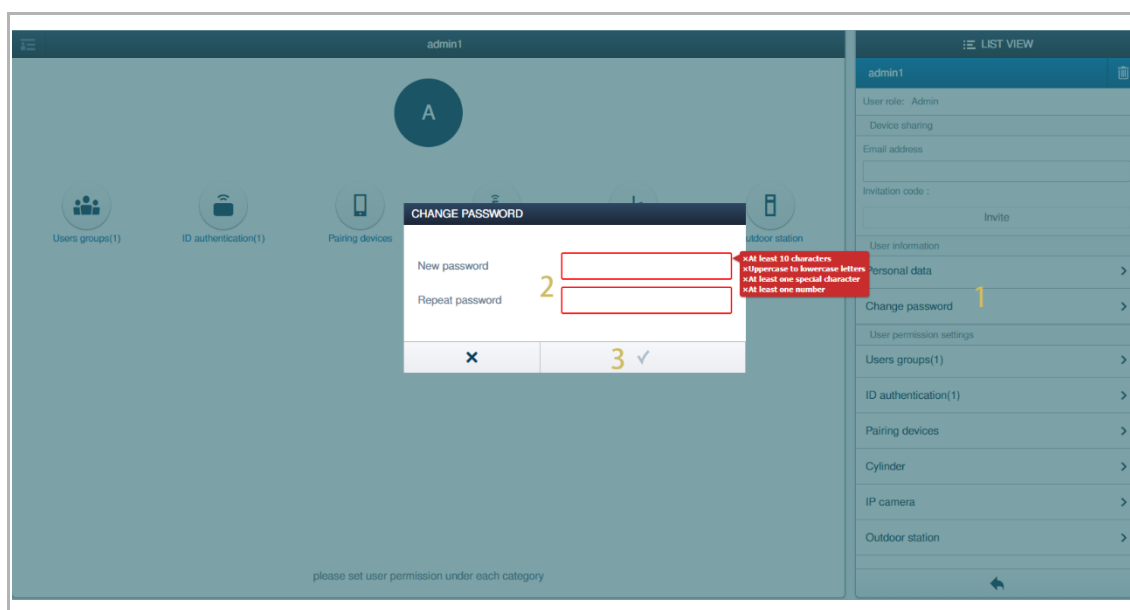 admin1
A
Users groups(1)
ID authentication(1)
Pairing devices
utdoor station
CHANGE PASSWORD
New password
2
Repeat password
×At least 10 characters
×Uppercase to lowercase letters
×At least one special character
×At least one number
3
please set user permission under each category
LIST VIEW
admin1
User role: Admin
Device sharing
Email address
Invitation code :
Invite
User information
Personal data
Change password
1
User permission settings
Users groups(1)
ID authentication(1)
Pairing devices
Cylinder
IP camera
Outdoor station